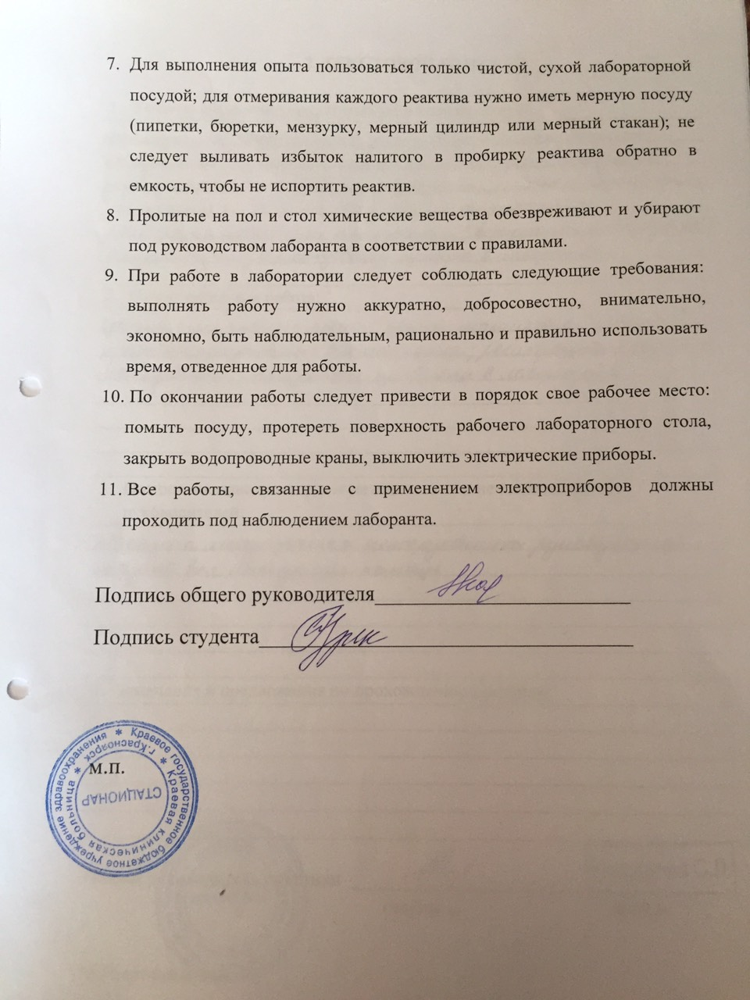 7. Для выполнения опыта пользоваться только чистой, сухой лабораторной
посудой; для отмеривания каждого реактива нужно иметь мерную посуду
(пипетки, бюретки, мензурку, мерный цилиндр или мерный стакан); не
следует выливать избыток налитого в пробирку реактива обратно в
емкость, чтобы не испортить реактив.
8. Пролитые на пол и стол химические вещества обезвреживают и убирают
под руководством лаборанта в соответствии с правилами.
9. При работе в лаборатории следует соблюдать следующие требования:
выполнять работу нужно аккуратно, добросовестно, внимательно,
экономно, быть наблюдательным, рационально и правильно использовать
время, отведенное для работы.
10. По окончании работы следует привести в порядок свое рабочее место:
помыть посуду, протереть поверхность рабочего лабораторного стола,
закрыть водопроводные краны, выключить электрические приборы.
11. Все работы, связанные с применением электроприборов должны
проходить под наблюдением лаборанта.
Подпись общего руководителя
Подпись студента
М.П.
Краевое государственное бюджетное учреждение здравоохранения
Краевая клиническая больница
г.Красноярск
СТАЦИОНАР